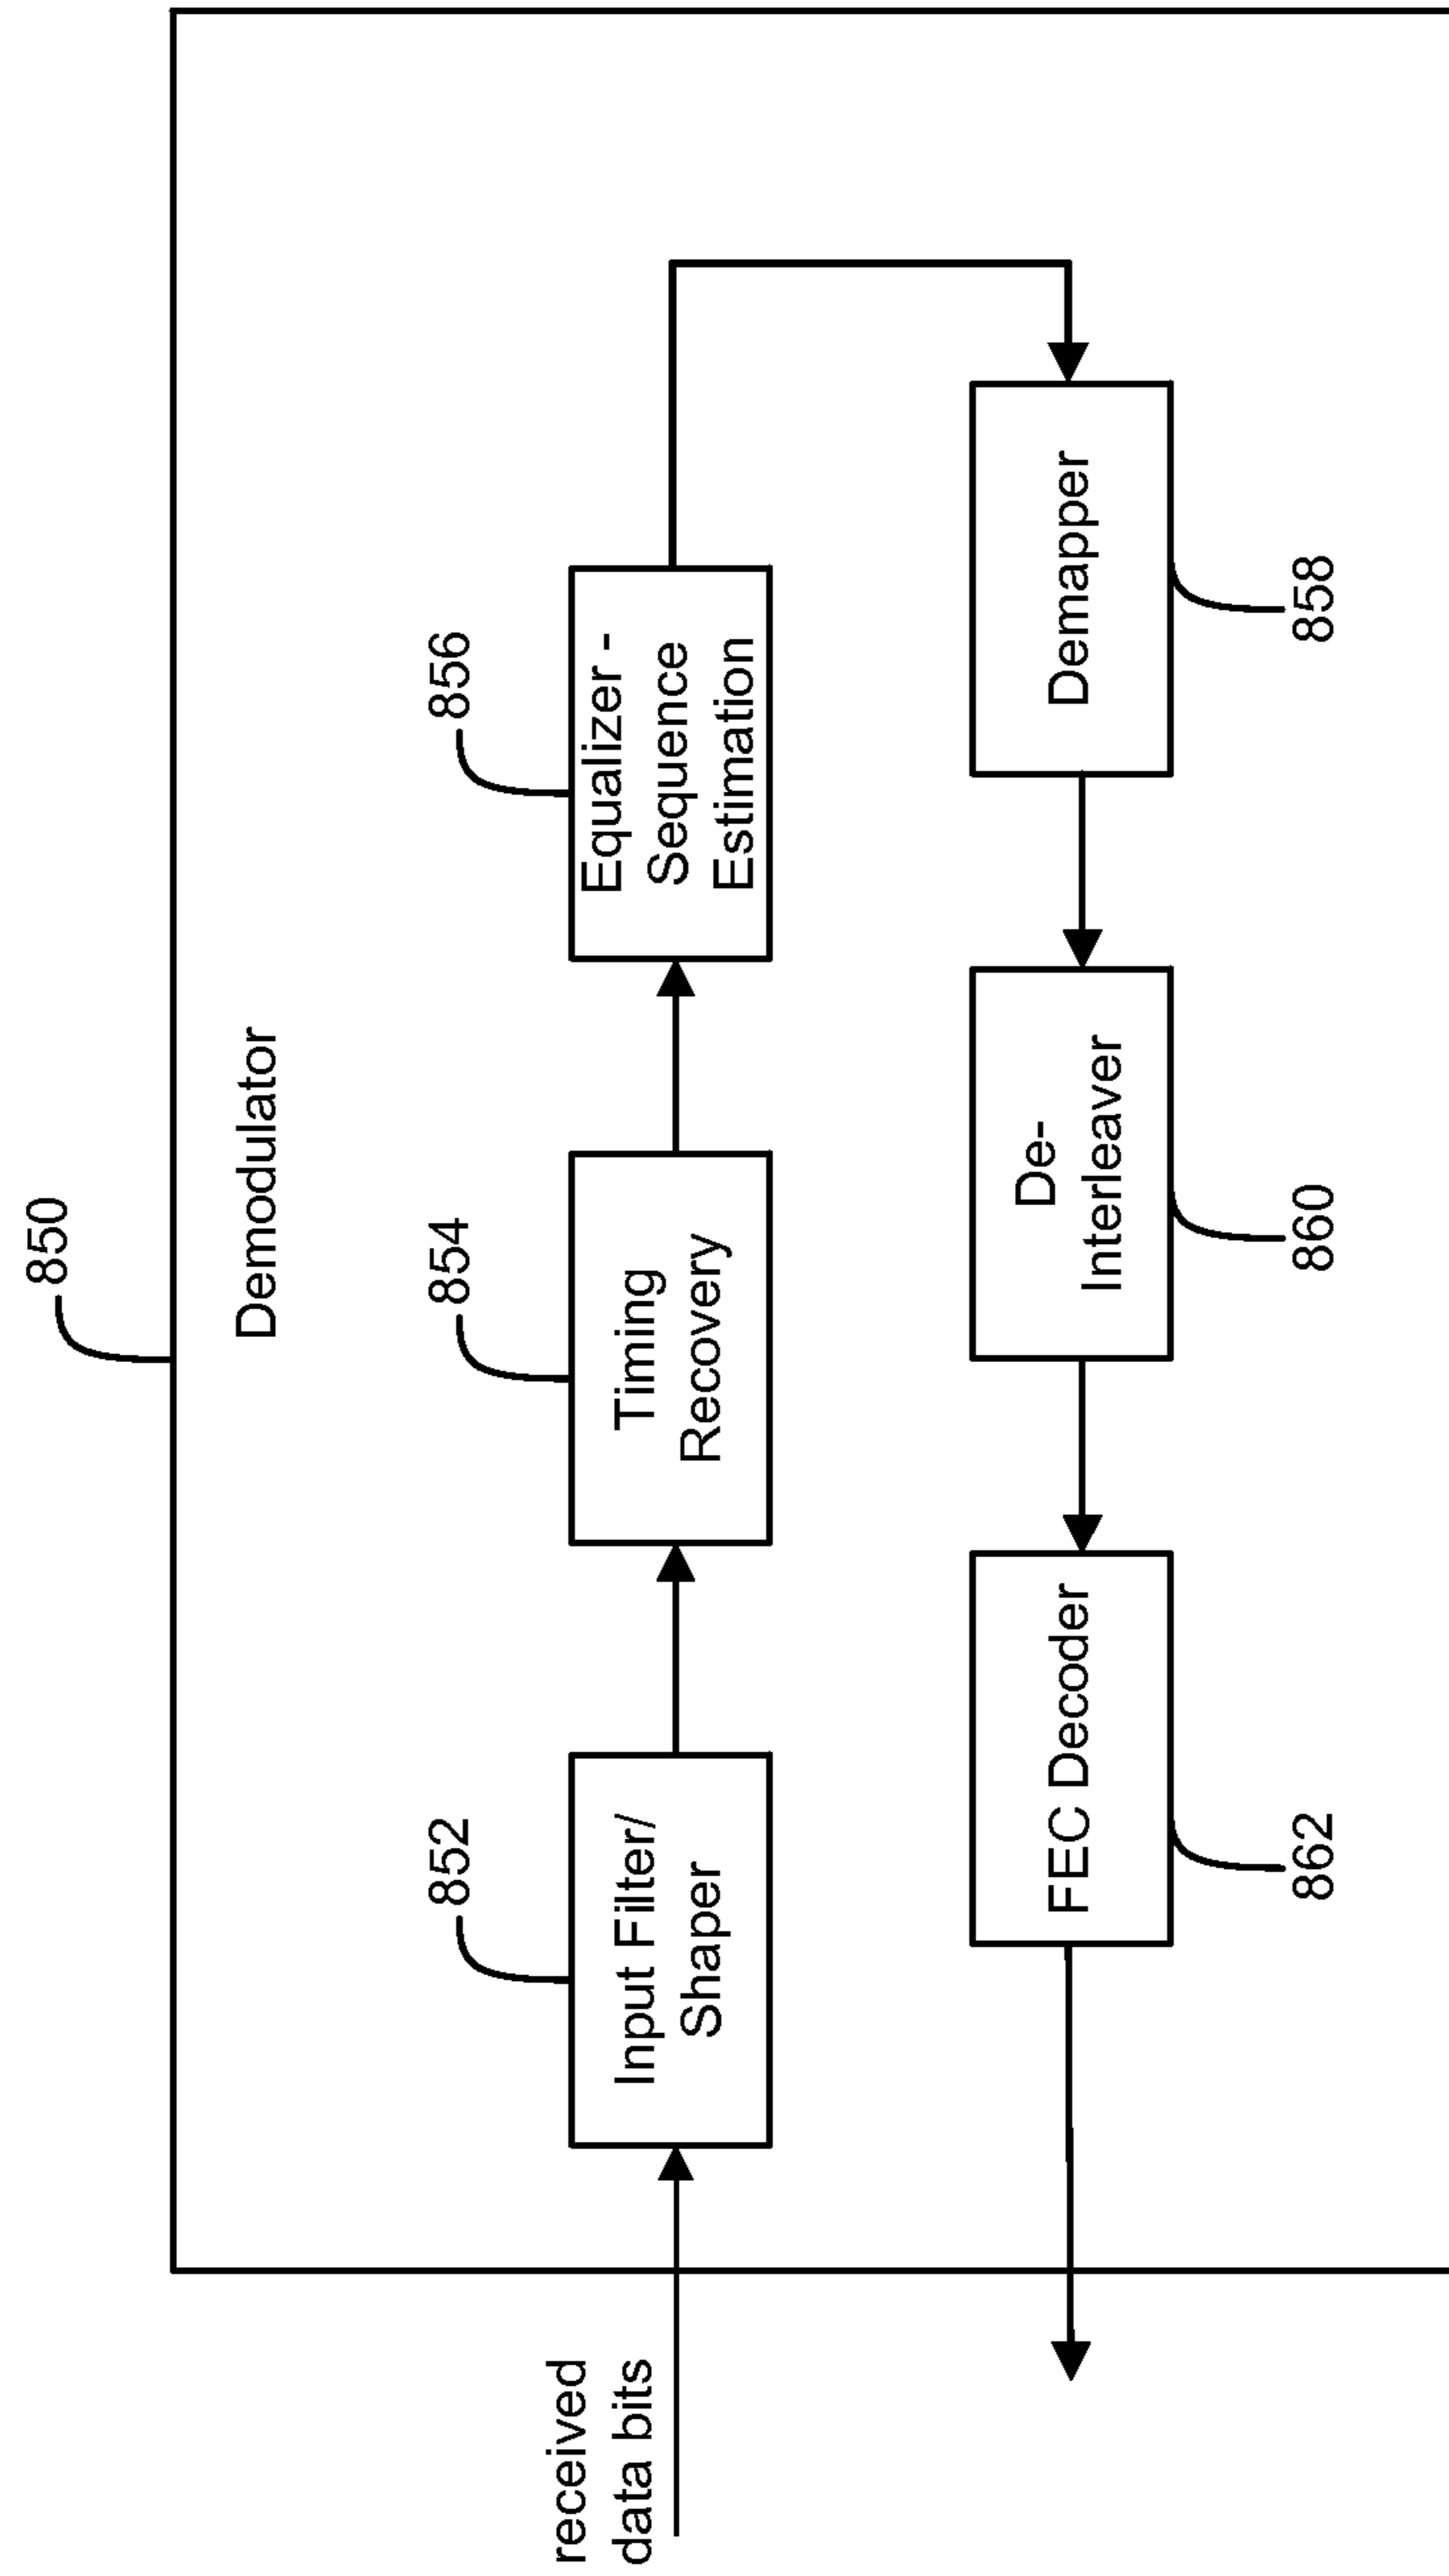 850
Demodulator
852
854
856
received
data bits
Input Filter/
Shaper
Timing
Recovery
Equalizer -
Sequence
Estimation
FEC Decoder
De-
Interleaver
Demapper
862
860
858